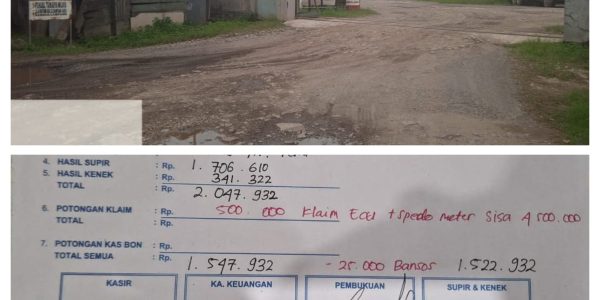 4. HASIL SUPIR : Rp. 1.706.610
5. HASIL KENEK : Rp. 341.322
TOTAL : Rp. 2.047.932
6. POTONGAN KLAIM : Rp. 500.000 Klaim Ecu + spedo meter Sisa 4.500.000
TOTAL : Rp.
7. POTONGAN KAS BON : Rp.
TOTAL SEMUA : Rp. 1.547.932 - 25.000 Bansos 1.522.932
KASIR KA. KEUANGAN PEMBUKUAN SUPIR & KENEK